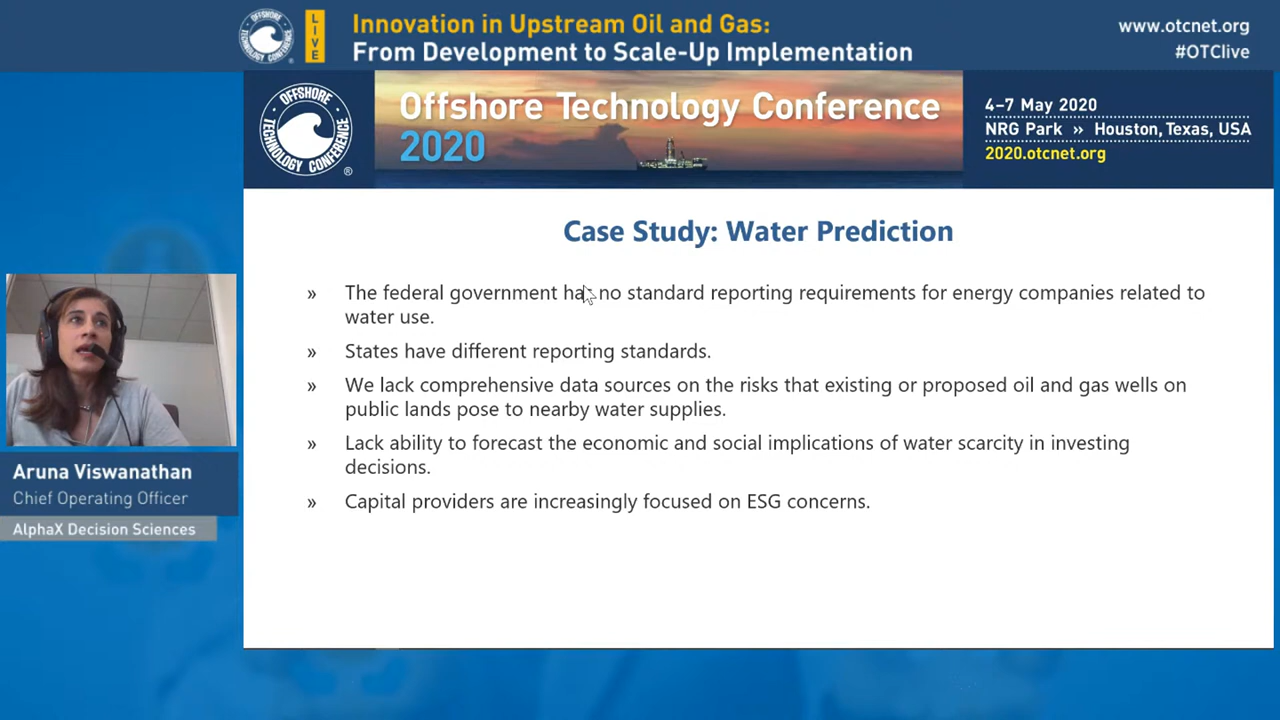 LIVE
Innovation in Upstream Oil and Gas:
From Development to Scale-Up Implementation
www.otcnet.org
#OTClive
OFFSHORE TECHNOLOGY CONFERENCE
Offshore Technology Conference
2020
4–7 May 2020
NRG Park » Houston, Texas, USA
2020.otcnet.org
Case Study: Water Prediction
» The federal government has no standard reporting requirements for energy companies related to
water use.
» States have different reporting standards.
» We lack comprehensive data sources on the risks that existing or proposed oil and gas wells on
public lands pose to nearby water supplies.
» Lack ability to forecast the economic and social implications of water scarcity in investing
decisions.
» Capital providers are increasingly focused on ESG concerns.
Aruna Viswanathan
Chief Operating Officer
AlphaX Decision Sciences